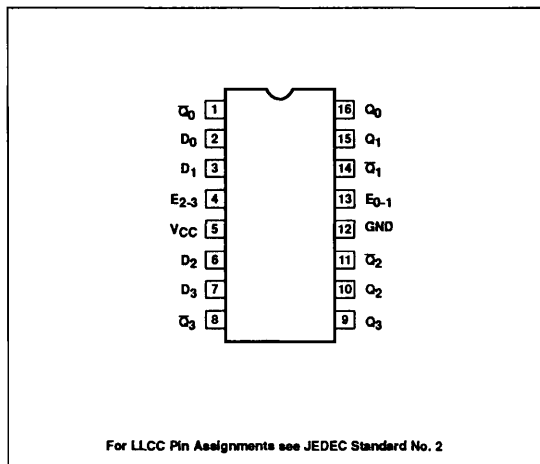 Q̅0 1 16 Q0
D0 2 15 Q1
D1 3 14 Q̅1
E2-3 4 13 E0-1
VCC 5 12 GND
D2 6 11 Q̅2
D3 7 10 Q2
Q̅3 8 9 Q3
For LLCC Pin Assignments see JEDEC Standard No. 2